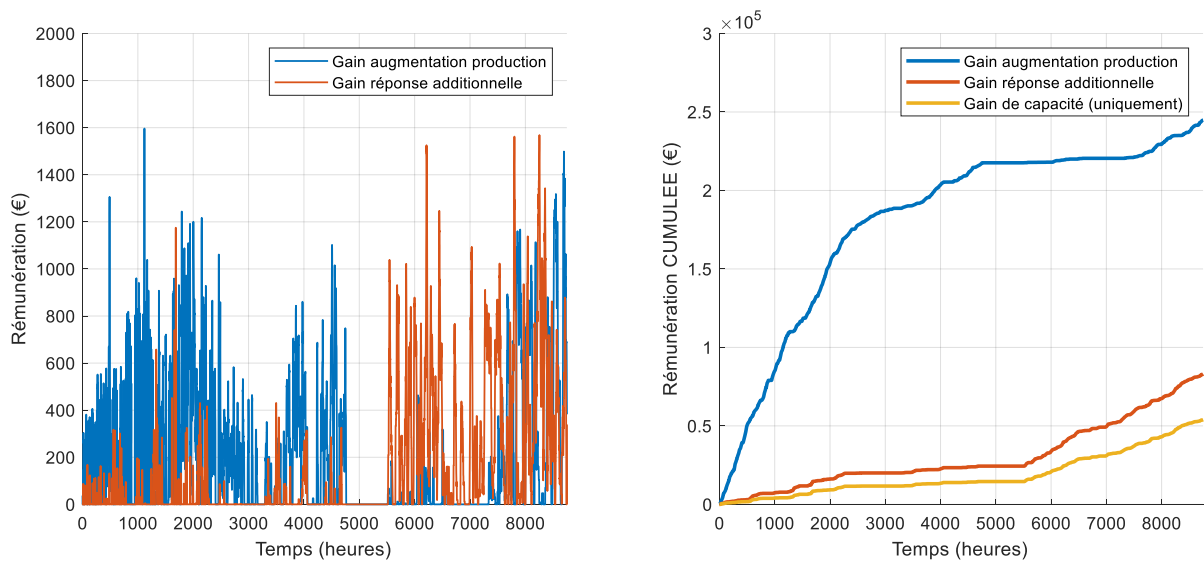 2000
1800
1600
1400
1200
1000
800
600
400
200
0
Rémunération (€)
Gain augmentation production
Gain réponse additionnelle
0 1000 2000 3000 4000 5000 6000 7000 8000
Temps (heures)
×10⁵
3
2.5
2
1.5
1
0.5
0
Rémunération CUMULEE (€)
Gain augmentation production
Gain réponse additionnelle
Gain de capacité (uniquement)
0 1000 2000 3000 4000 5000 6000 7000 8000
Temps (heures)